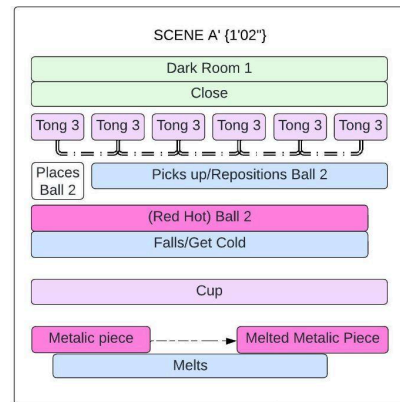 SCENE A' {1'02"}
Dark Room 1
Close
Tong 3 Tong 3 Tong 3 Tong 3 Tong 3 Tong 3
Places
Ball 2
Picks up/Repositions Ball 2
(Red Hot) Ball 2
Falls/Get Cold
Cup
Metalic piece
Melted Metalic Piece
Melts